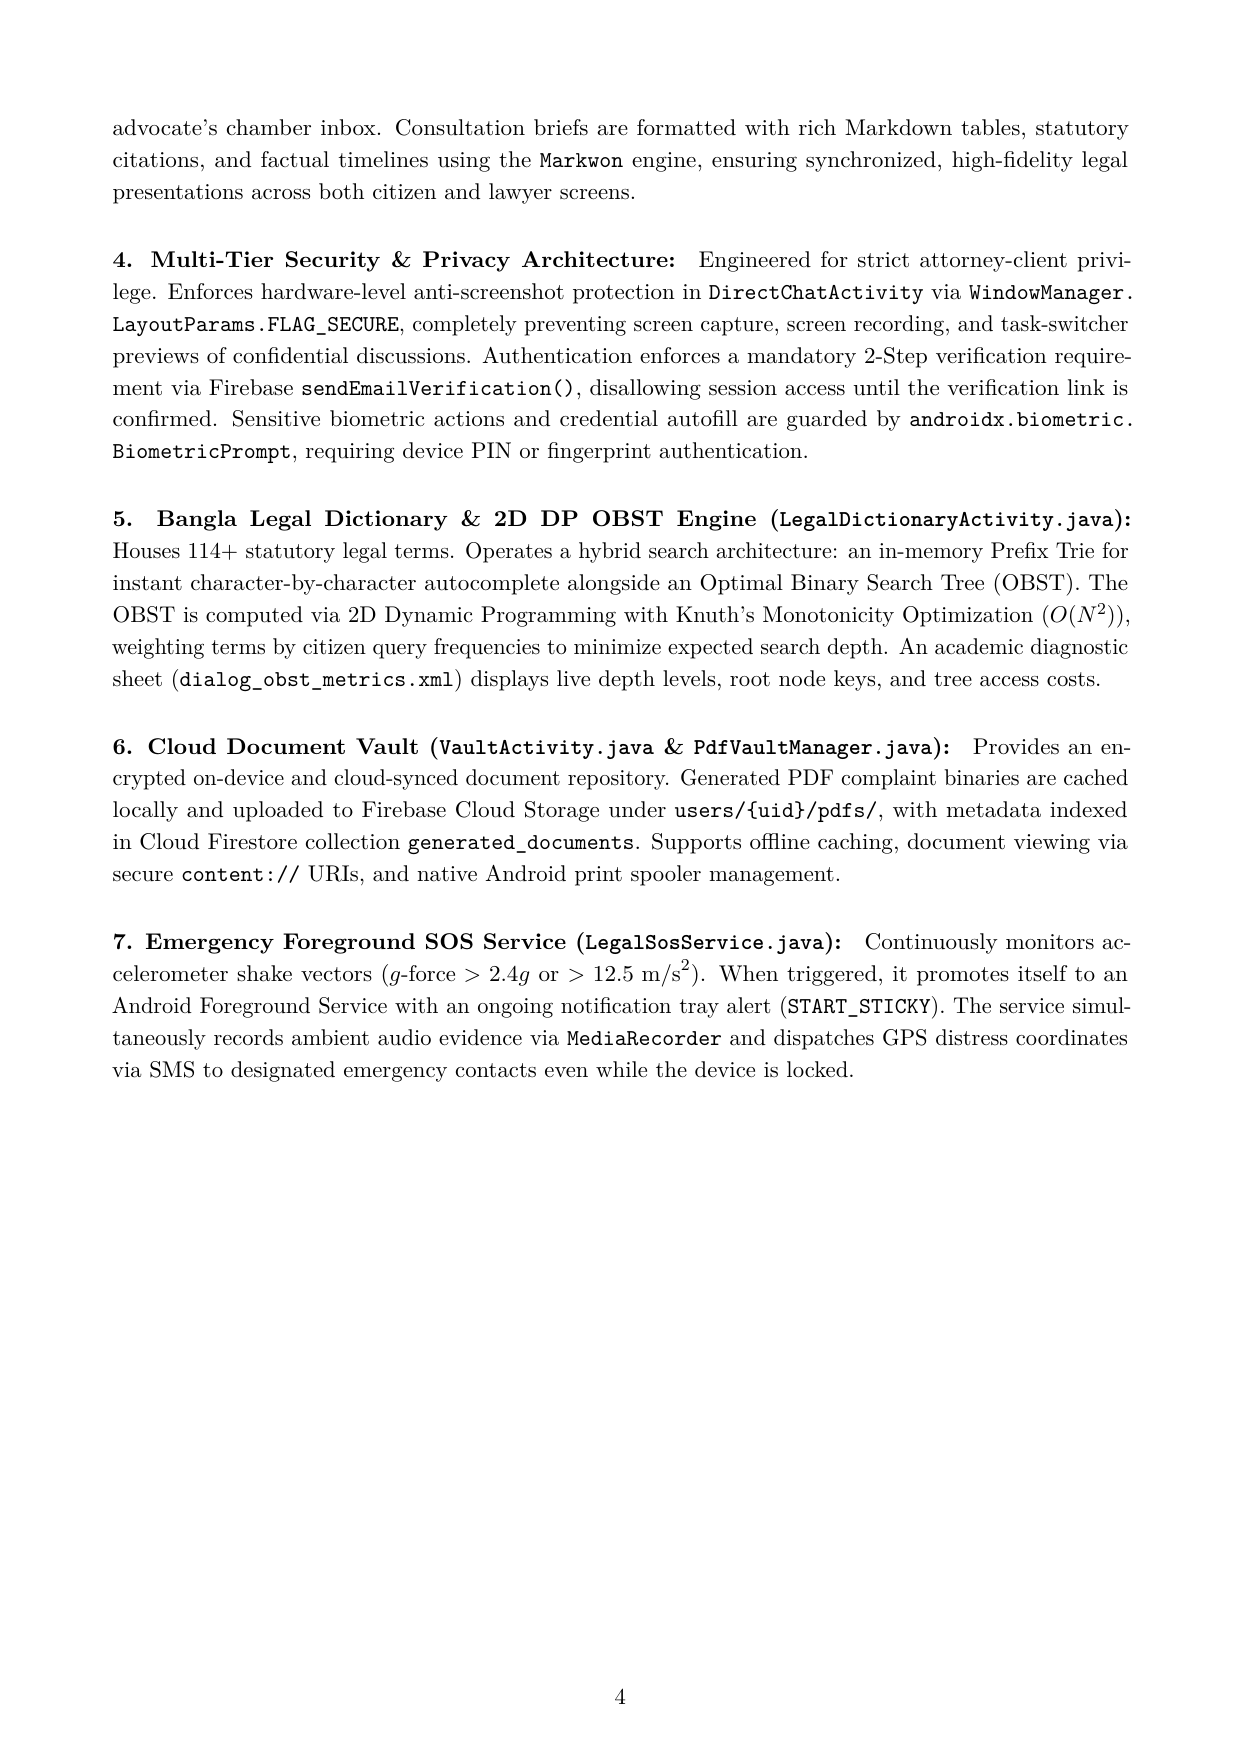 advocate's chamber inbox. Consultation briefs are formatted with rich Markdown tables, statutory
citations, and factual timelines using the Markwon engine, ensuring synchronized, high-fidelity legal
presentations across both citizen and lawyer screens.
4. Multi-Tier Security & Privacy Architecture: Engineered for strict attorney-client privi-
lege. Enforces hardware-level anti-screenshot protection in DirectChatActivity via WindowManager.
LayoutParams.FLAG_SECURE, completely preventing screen capture, screen recording, and task-switcher
previews of confidential discussions. Authentication enforces a mandatory 2-Step verification require-
ment via Firebase sendEmailVerification(), disallowing session access until the verification link is
confirmed. Sensitive biometric actions and credential autofill are guarded by androidx.biometric.
BiometricPrompt, requiring device PIN or fingerprint authentication.
5. Bangla Legal Dictionary & 2D DP OBST Engine (LegalDictionaryActivity.java):
Houses 114+ statutory legal terms. Operates a hybrid search architecture: an in-memory Prefix Trie for
instant character-by-character autocomplete alongside an Optimal Binary Search Tree (OBST). The
OBST is computed via 2D Dynamic Programming with Knuth's Monotonicity Optimization (O(N²)),
weighting terms by citizen query frequencies to minimize expected search depth. An academic diagnostic
sheet (dialog_obst_metrics.xml) displays live depth levels, root node keys, and tree access costs.
6. Cloud Document Vault (VaultActivity.java & PdfVaultManager.java): Provides an en-
crypted on-device and cloud-synced document repository. Generated PDF complaint binaries are cached
locally and uploaded to Firebase Cloud Storage under users/{uid}/pdfs/, with metadata indexed
in Cloud Firestore collection generated_documents. Supports offline caching, document viewing via
secure content:// URIs, and native Android print spooler management.
7. Emergency Foreground SOS Service (LegalSosService.java): Continuously monitors ac-
celerometer shake vectors (g-force > 2.4g or > 12.5 m/s²). When triggered, it promotes itself to an
Android Foreground Service with an ongoing notification tray alert (START_STICKY). The service simul-
taneously records ambient audio evidence via MediaRecorder and dispatches GPS distress coordinates
via SMS to designated emergency contacts even while the device is locked.
4